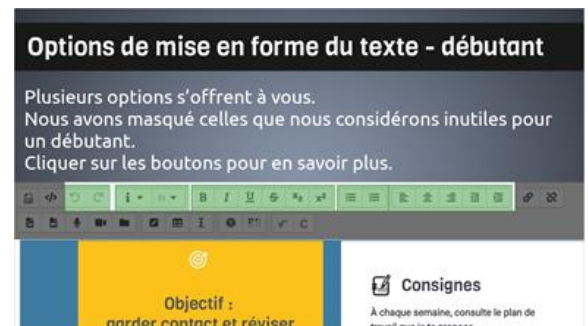 Options de mise en forme du texte - débutant
Plusieurs options s'offrent à vous.
Nous avons masqué celles que nous considérons inutiles pour
un débutant.
Cliquer sur les boutons pour en savoir plus.
B I U S X₂ X²
Objectif :
garder contact et réviser
Consignes
À chaque semaine, consulte le plan de